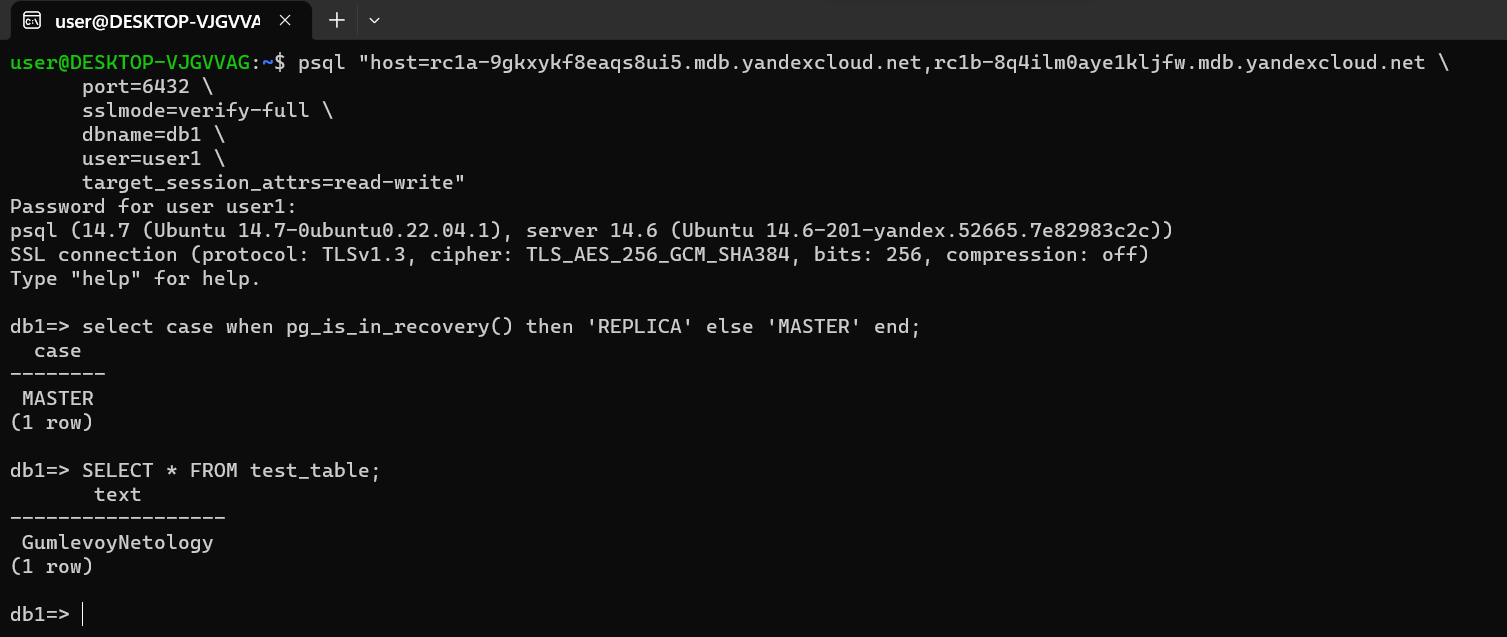 user@DESKTOP-VJGVVA
user@DESKTOP-VJGVVAG:~$ psql "host=rc1a-9gkxykf8eaqs8ui5.mdb.yandexcloud.net,rc1b-8q4ilm0aye1kljfw.mdb.yandexcloud.net \
      port=6432 \
      sslmode=verify-full \
      dbname=db1 \
      user=user1 \
      target_session_attrs=read-write"
Password for user user1:
psql (14.7 (Ubuntu 14.7-0ubuntu0.22.04.1), server 14.6 (Ubuntu 14.6-201-yandex.52665.7e82983c2c))
SSL connection (protocol: TLSv1.3, cipher: TLS_AES_256_GCM_SHA384, bits: 256, compression: off)
Type "help" for help.

db1=> select case when pg_is_in_recovery() then 'REPLICA' else 'MASTER' end;
  case
--------
 MASTER
(1 row)

db1=> SELECT * FROM test_table;
       text
------------------
 GumlevoyNetology
(1 row)

db1=>